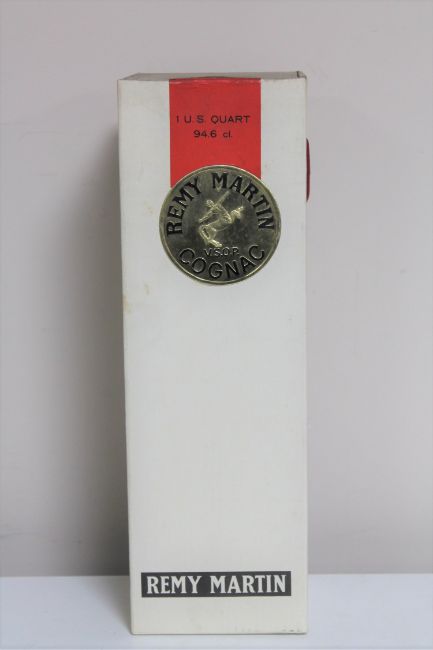 1 U.S. QUART
94.6 cl.
REMY MARTIN
V.S.O.P.
COGNAC
REMY MARTIN